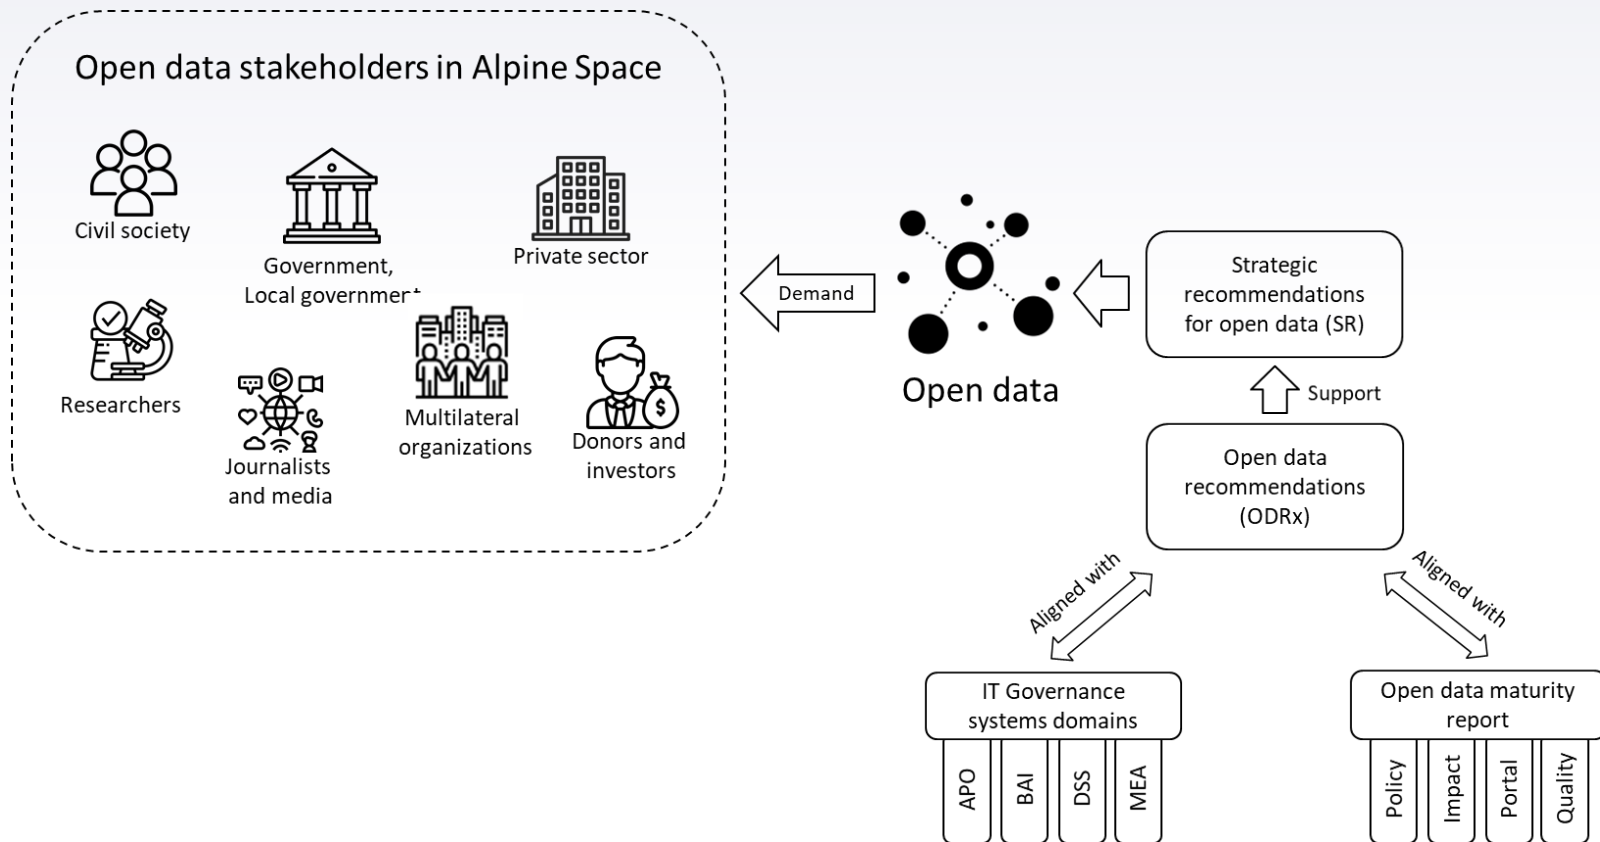 Open data stakeholders in Alpine Space
Civil society
Government,
Local government
Private sector
Researchers
Journalists
and media
Multilateral
organizations
Donors and
investors
Demand
Open data
Strategic
recommendations
for open data (SR)
Support
Open data
recommendations
(ODRx)
Aligned with
Aligned with
IT Governance
systems domains
APO
BAI
DSS
MEA
Open data maturity
report
Policy
Impact
Portal
Quality